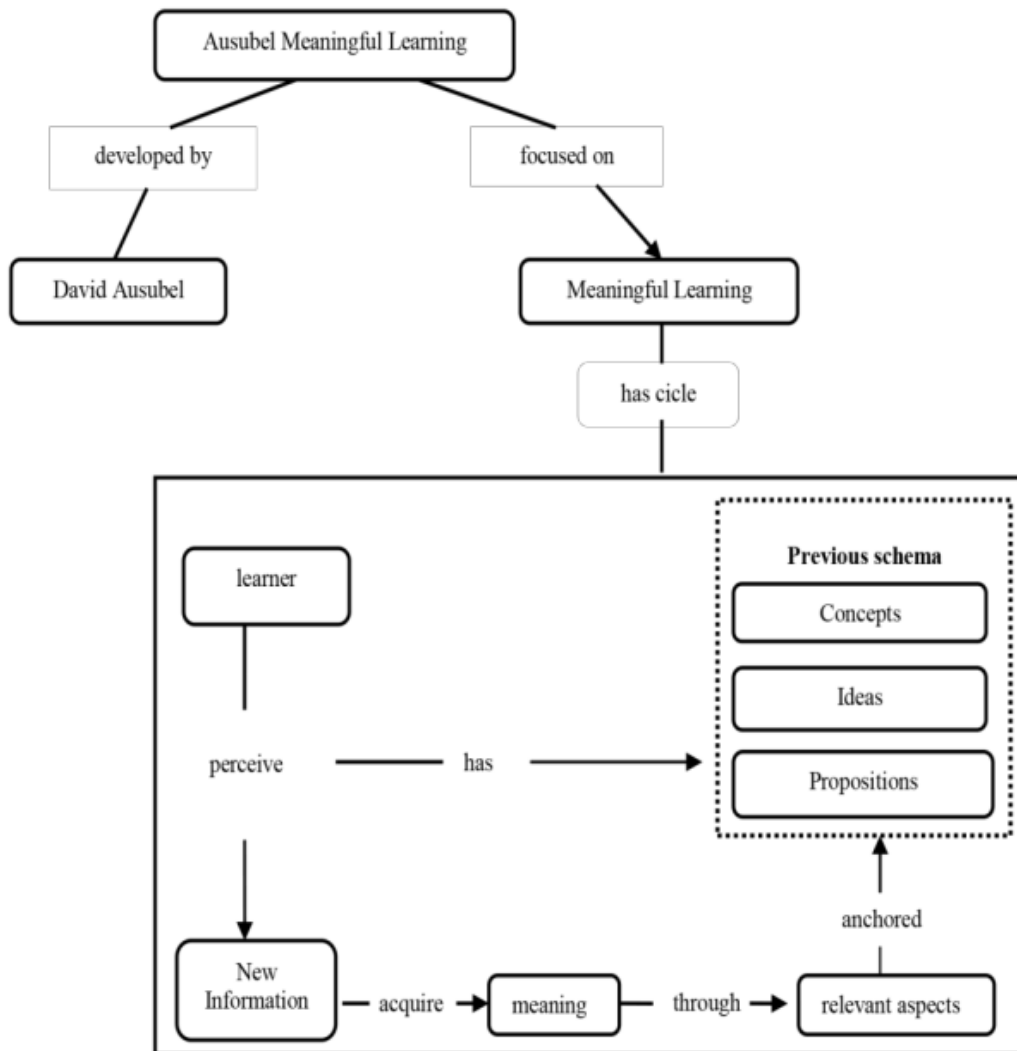 Ausubel Meaningful Learning
developed by
focused on
David Ausubel
Meaningful Learning
has cicle
learner
Previous schema
Concepts
Ideas
Propositions
perceive
has
anchored
New
Information
acquire
meaning
through
relevant aspects